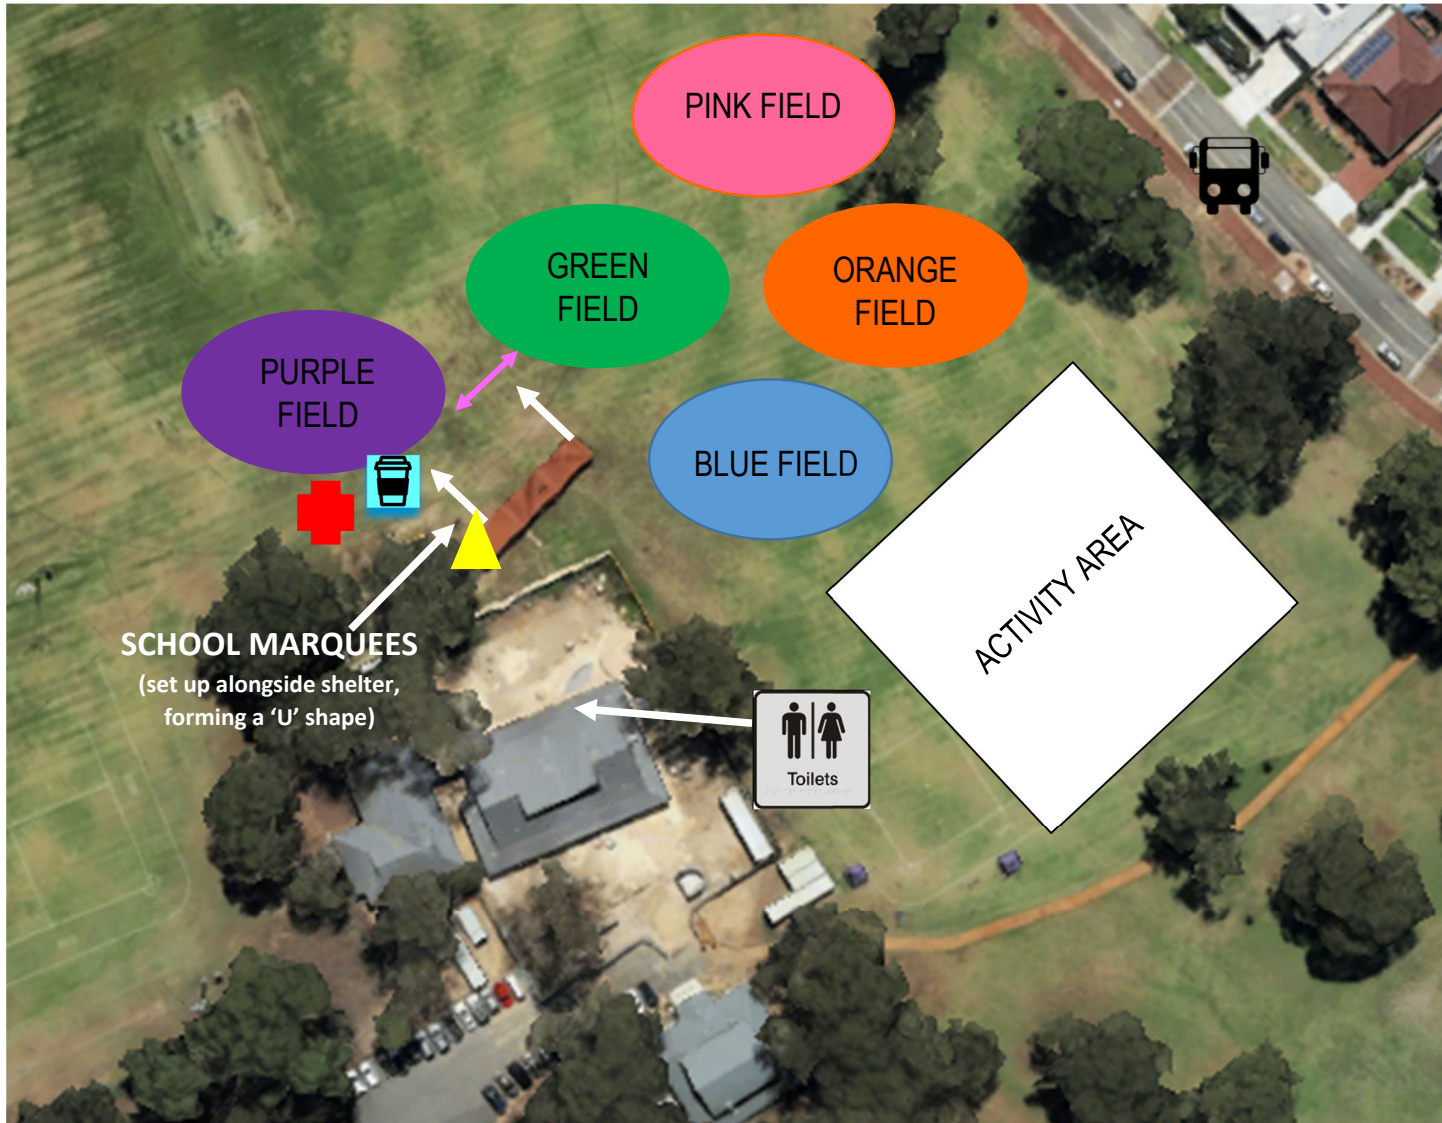 PINK FIELD
GREEN
FIELD
ORANGE
FIELD
PURPLE
FIELD
BLUE FIELD
ACTIVITY AREA
SCHOOL MARQUEES
(set up alongside shelter,
forming a ‘U’ shape)
Toilets